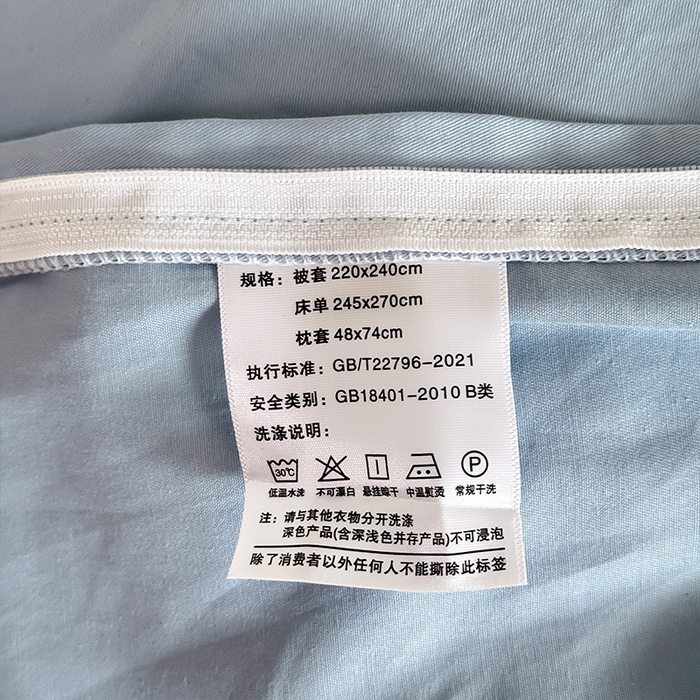 规格：被套 220x240cm
床单 245x270cm
枕套 48x74cm
执行标准：GB/T22796-2021
安全类别：GB18401-2010 B类
洗涤说明：
30℃ P
低温水洗 不可漂白 悬挂晾干 中温熨烫 常规干洗
注：请与其他衣物分开洗涤
深色产品(含深浅色并存产品)不可浸泡
除了消费者以外任何人不能撕除此标签